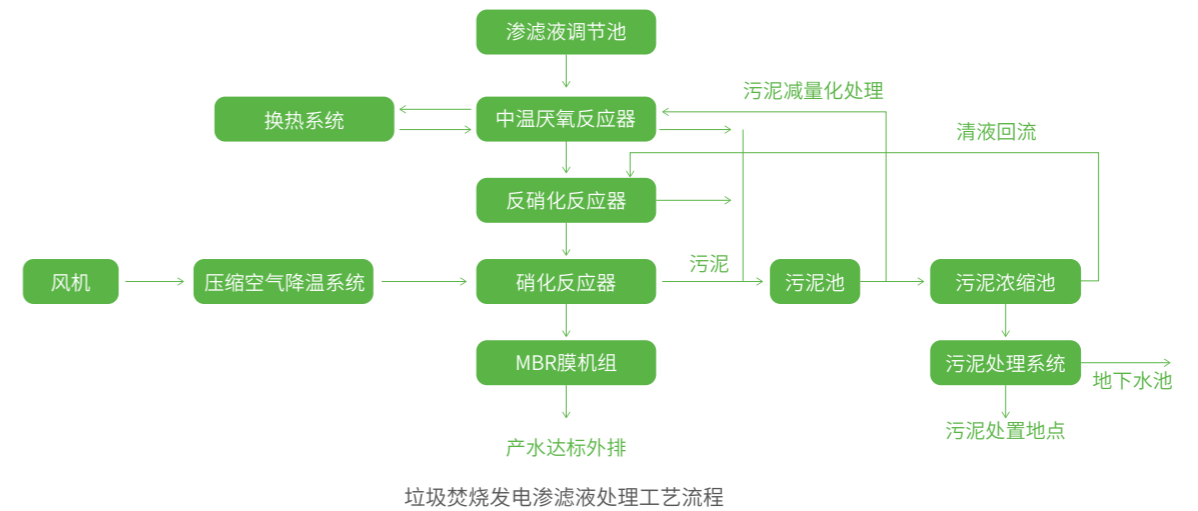 渗滤液调节池
污泥减量化处理
换热系统
中温厌氧反应器
清液回流
反硝化反应器
污泥
风机
压缩空气降温系统
硝化反应器
污泥池
污泥浓缩池
MBR膜机组
污泥处理系统
地下水池
污泥处置地点
产水达标外排
垃圾焚烧发电渗滤液处理工艺流程